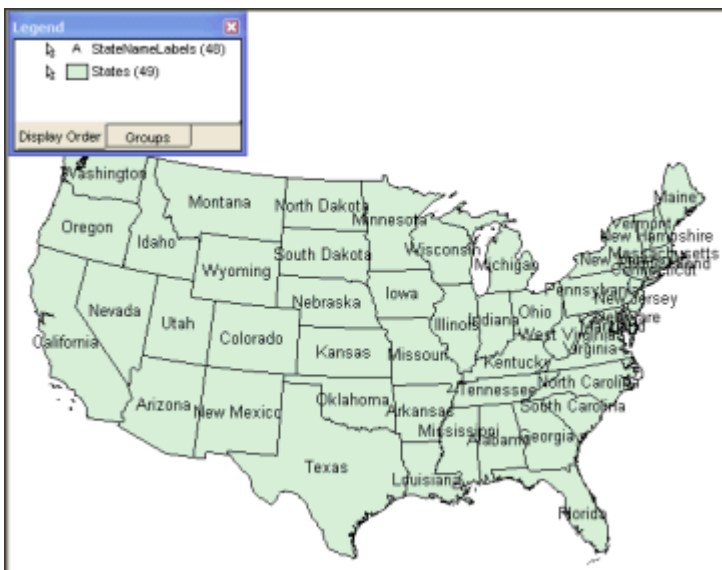 Legend
A StateNameLabels (48)
States (49)
Display Order Groups
Washington
Montana
North Dakota
Minnesota
Maine
Oregon
Idaho
Wyoming
South Dakota
Wisconsin
Michigan
Vermont
New Hampshire
Massachusetts
Connecticut
New
Nevada
Utah
Colorado
Nebraska
Iowa
Illinois
Indiana
Ohio
Pennsylvania
New Jersey
California
Kansas
Missouri
Kentucky
West Virginia
Maryland
Virginia
Arizona
New Mexico
Oklahoma
Arkansas
Tennessee
North Carolina
South Carolina
Texas
Louisiana
Mississippi
Alabama
Georgia
Florida